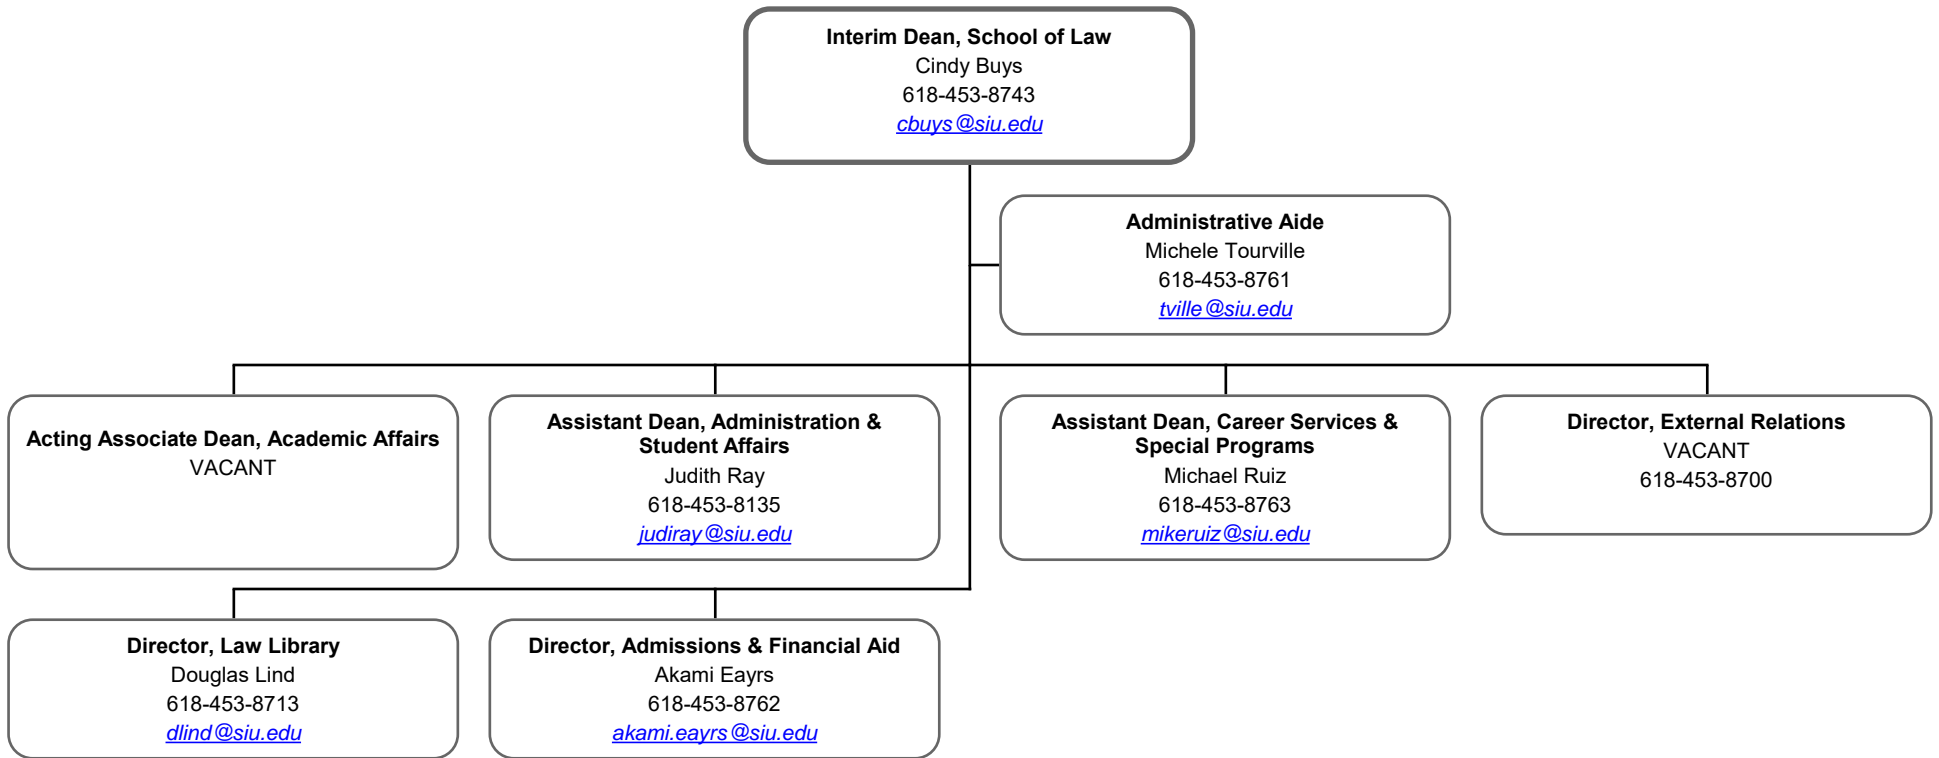 Interim Dean, School of Law
Cindy Buys
618-453-8743
cbuys@siu.edu
Administrative Aide
Michele Tourville
618-453-8761
tville@siu.edu
Acting Associate Dean, Academic Affairs
VACANT
Assistant Dean, Administration &
Student Affairs
Judith Ray
618-453-8135
judiray@siu.edu
Assistant Dean, Career Services &
Special Programs
Michael Ruiz
618-453-8763
mikeruiz@siu.edu
Director, External Relations
VACANT
618-453-8700
Director, Law Library
Douglas Lind
618-453-8713
dlind@siu.edu
Director, Admissions & Financial Aid
Akami Eayrs
618-453-8762
akami.eayrs@siu.edu